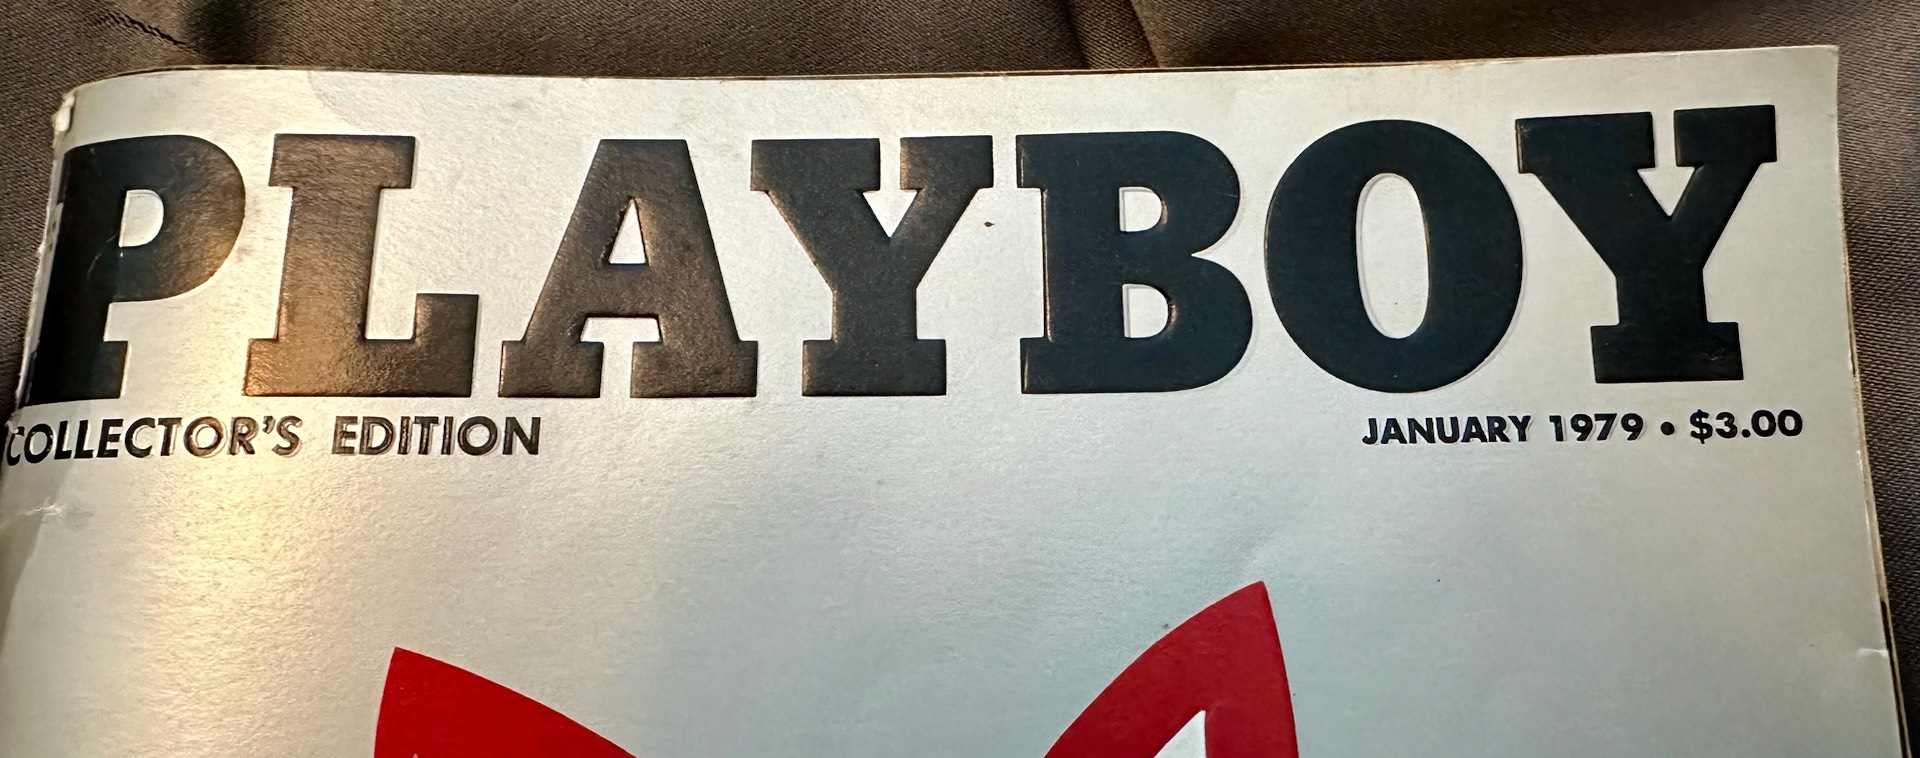 PLAYBOY
COLLECTOR'S EDITION
JANUARY 1979 • $3.00